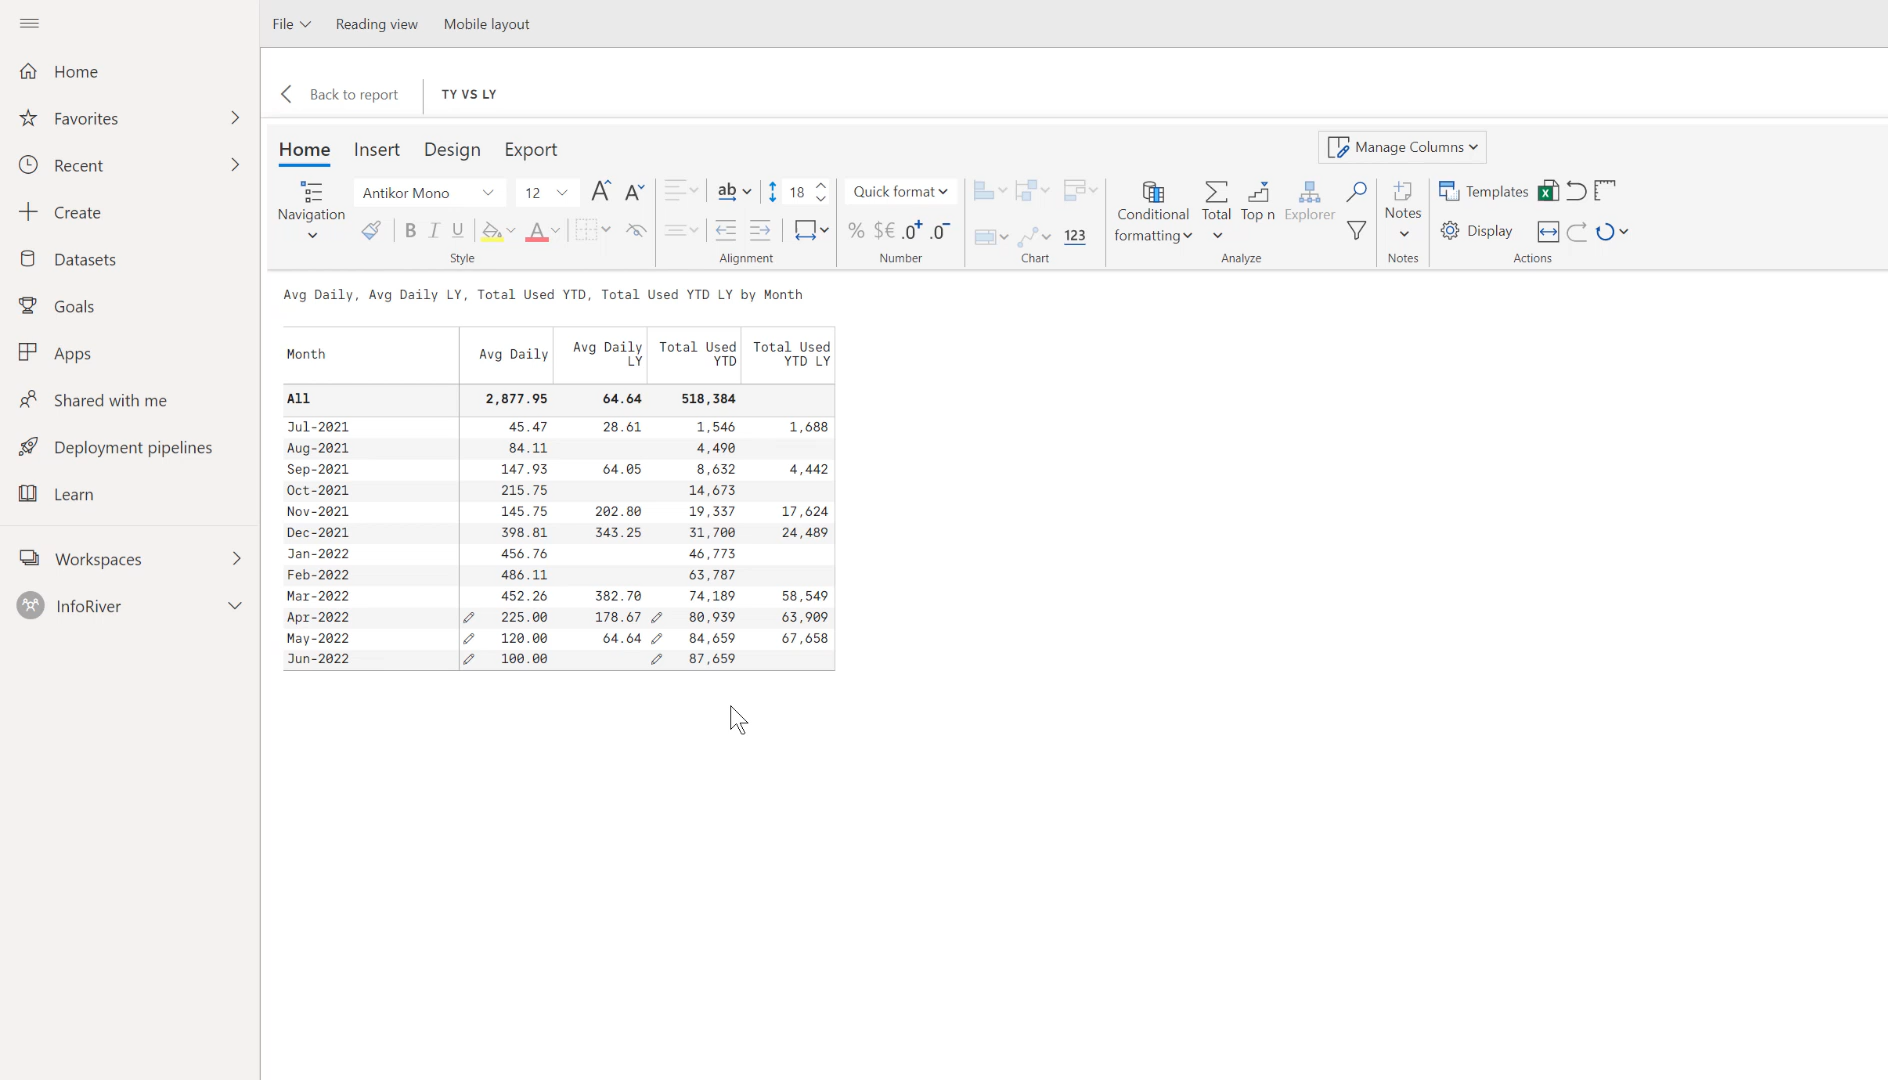 File Reading view Mobile layout
Home
Favorites
Recent
Create
Datasets
Goals
Apps
Shared with me
Deployment pipelines
Learn
Workspaces
InfoRiver
Back to report TY VS LY
Home Insert Design Export Manage Columns
Navigation
Antikor Mono 12 A A
B I U A
Style
ab 18
Alignment
Quick format
% $€ .0+ .0-
Number
123
Chart
Conditional formatting Total Top n Explorer
Analyze
Notes
Notes
Templates
Display
Actions
Avg Daily, Avg Daily LY, Total Used YTD, Total Used YTD LY by Month
Month Avg Daily Avg Daily LY Total Used YTD Total Used YTD LY
All 2,877.95 64.64 518,384
Jul-2021 45.47 28.61 1,546 1,688
Aug-2021 84.11 4,490
Sep-2021 147.93 64.05 8,632 4,442
Oct-2021 215.75 14,673
Nov-2021 145.75 202.80 19,337 17,624
Dec-2021 398.81 343.25 31,700 24,489
Jan-2022 456.76 46,773
Feb-2022 486.11 63,787
Mar-2022 452.26 382.70 74,189 58,549
Apr-2022 225.00 178.67 80,939 63,909
May-2022 120.00 64.64 84,659 67,658
Jun-2022 100.00 87,659